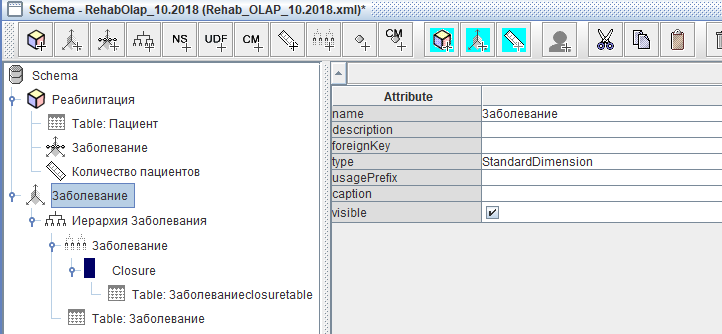 Schema - RehabOlap_10.2018 (Rehab_OLAP_10.2018.xml)*
NS UDF CM CM
Schema
Реабилитация
Table: Пациент
Заболевание
Количество пациентов
Заболевание
Иерархия Заболевания
Заболевание
Closure
Table: Заболеваниеclosuretable
Table: Заболевание
Attribute
name Заболевание
description
foreignKey
type StandardDimension
usagePrefix
caption
visible